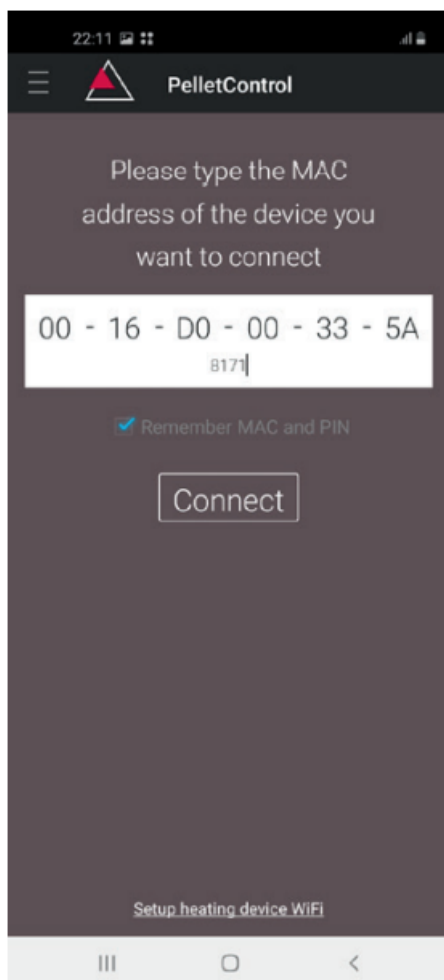 22:11
PelletControl
Please type the MAC
address of the device you
want to connect
00 - 16 - D0 - 00 - 33 - 5A
8171
Remember MAC and PIN
Connect
Setup heating device WiFi